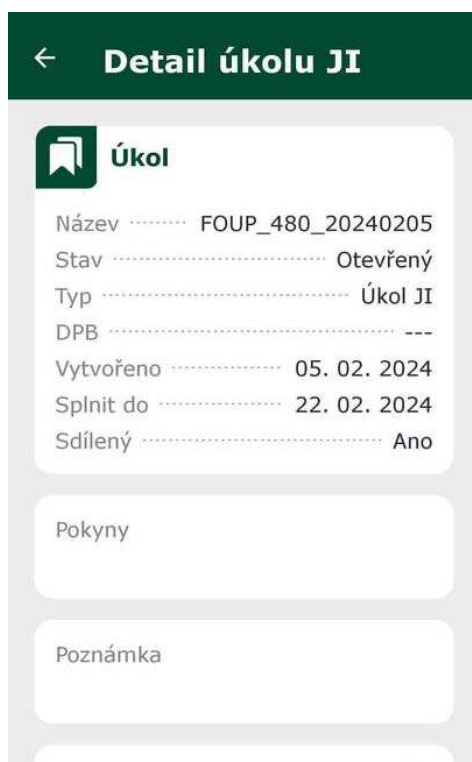 Detail úkolu JI
Úkol
Název FOUP_480_20240205
Stav Otevřený
Typ Úkol JI
DPB ---
Vytvořeno 05. 02. 2024
Splnit do 22. 02. 2024
Sdílený Ano
Pokyny
Poznámka